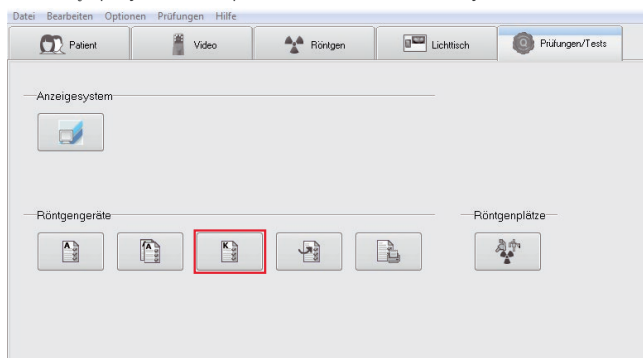 Datei Bearbeiten Optionen Prüfungen Hilfe
Patient Video Röntgen Lichttisch Q Prüfungen/Tests
Anzeigesystem
Röntgengeräte Röntgenplätze
A A K